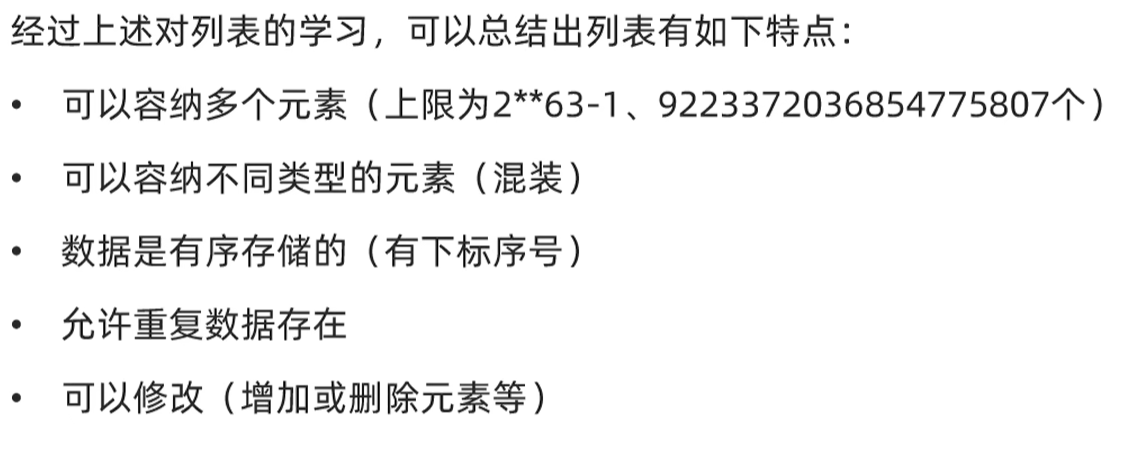 经过上述对列表的学习，可以总结出列表有如下特点：
• 可以容纳多个元素（上限为2**63-1、9223372036854775807个）
• 可以容纳不同类型的元素（混装）
• 数据是有序存储的（有下标序号）
• 允许重复数据存在
• 可以修改（增加或删除元素等）